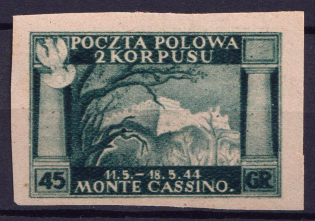 POCZTA POLOWA
2 KORPUSU
11.5.- 18.5.44
45 GR
MONTE CASSINO.